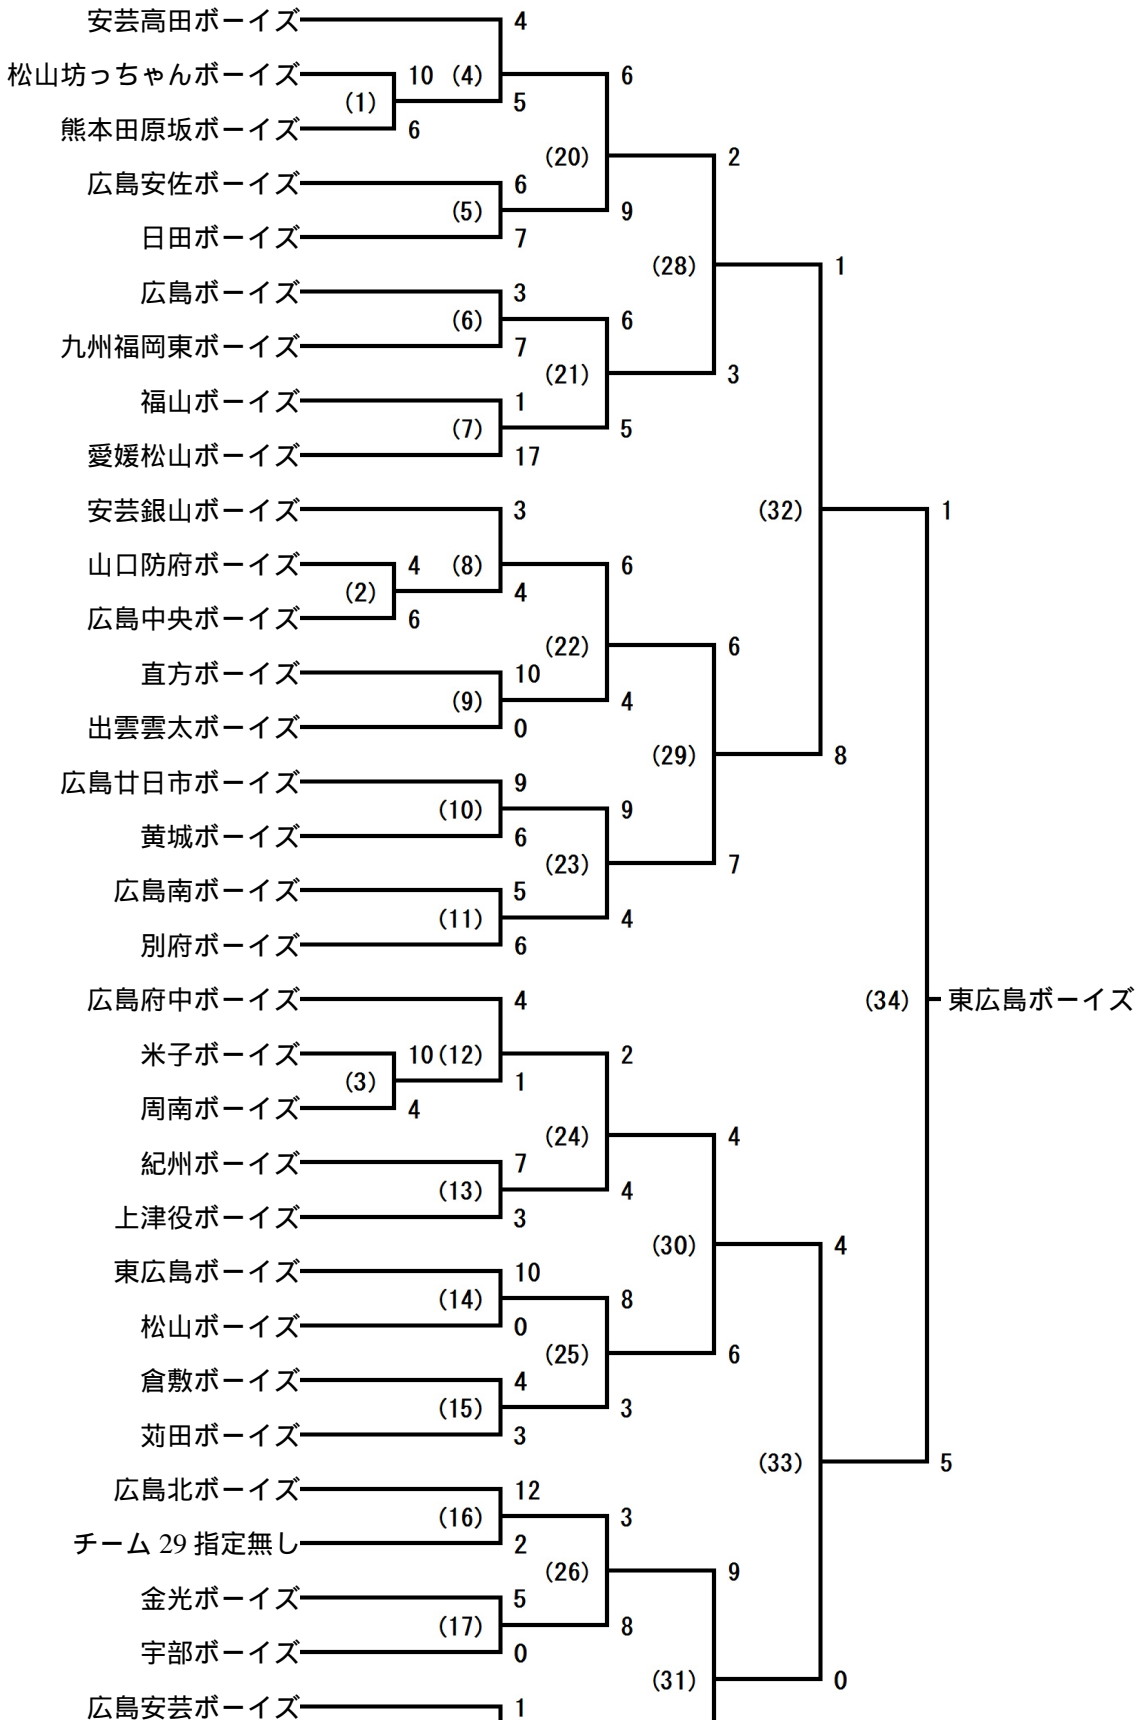 安芸高田ボーイズ 4
松山坊っちゃんボーイズ 10 (4) 6
(1) 5
熊本田原坂ボーイズ 6
(20) 2
広島安佐ボーイズ 6
(5) 9
日田ボーイズ 7
(28) 1
広島ボーイズ 3
(6) 6
九州福岡東ボーイズ 7
(21) 3
福山ボーイズ 1
(7) 5
愛媛松山ボーイズ 17
安芸銀山ボーイズ 3 (32) 1
山口防府ボーイズ 4 (8) 6
(2) 4
広島中央ボーイズ 6
(22) 6
直方ボーイズ 10
(9) 4
出雲雲太ボーイズ 0
(29) 8
広島廿日市ボーイズ 9
(10) 9
黄城ボーイズ 6
(23) 7
広島南ボーイズ 5
(11) 4
別府ボーイズ 6
広島府中ボーイズ 4 (34) 東広島ボーイズ
米子ボーイズ 10 (12) 2
(3) 1
周南ボーイズ 4
(24) 4
紀州ボーイズ 7
(13) 4
上津役ボーイズ 3
(30) 4
東広島ボーイズ 10
(14) 8
松山ボーイズ 0
(25) 6
倉敷ボーイズ 4
(15) 3
苅田ボーイズ 3
(33) 5
広島北ボーイズ 12
(16) 3
チーム 29 指定無し 2
(26) 9
金光ボーイズ 5
(17) 8
宇部ボーイズ 0
(31) 0
広島安芸ボーイズ 1